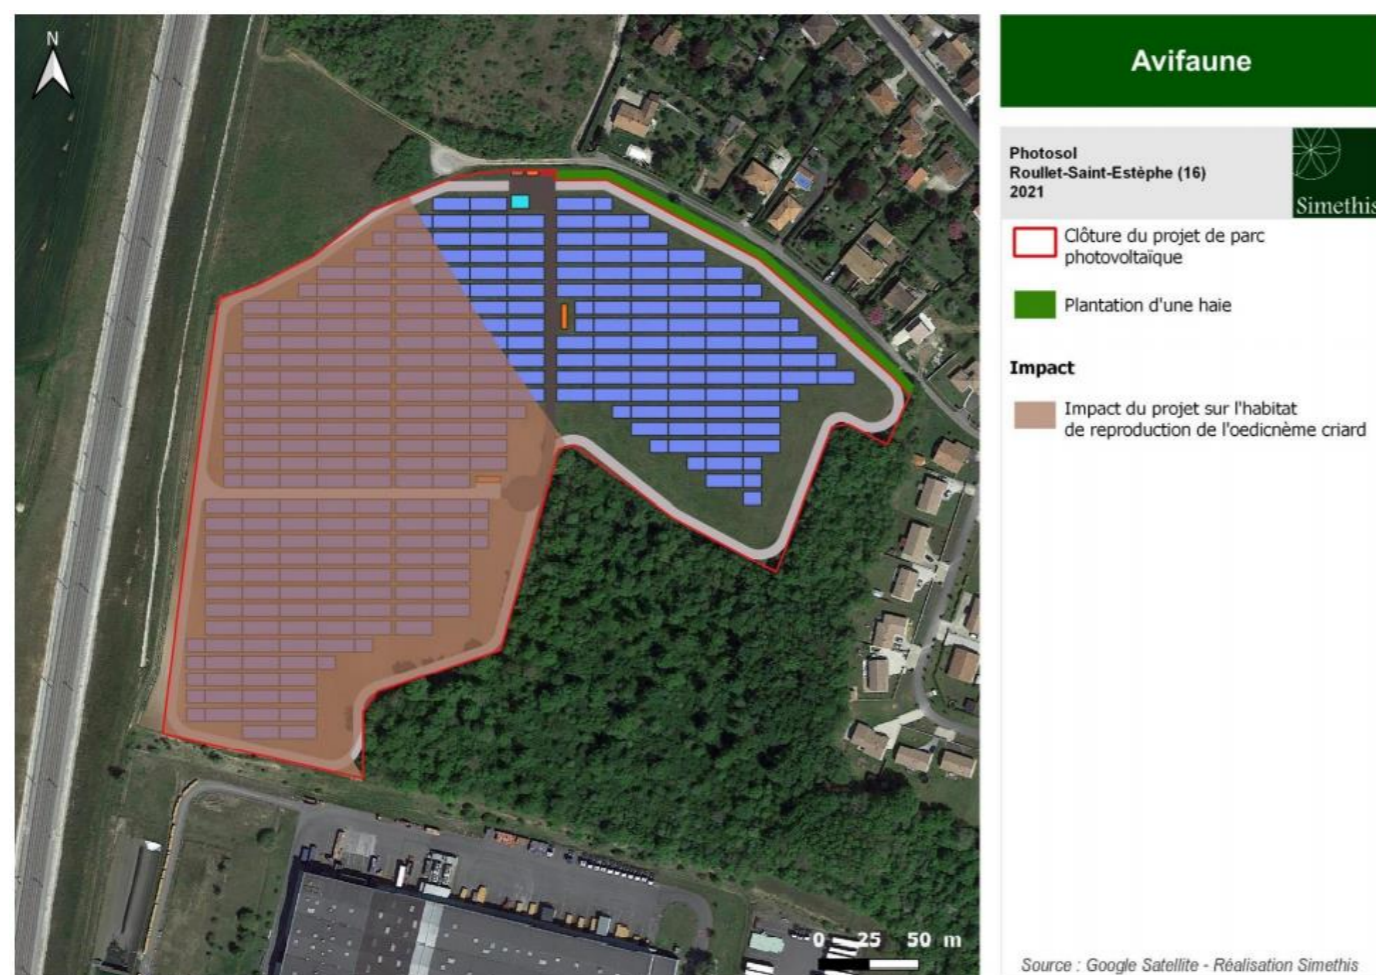 N
Avifaune
Photosol
Roullet-Saint-Estèphe (16)
2021
Simethis
Clôture du projet de parc
photovoltaïque
Plantation d'une haie
Impact
Impact du projet sur l'habitat
de reproduction de l'oedicnème criard
0 25 50 m
Source : Google Satellite - Réalisation Simethis